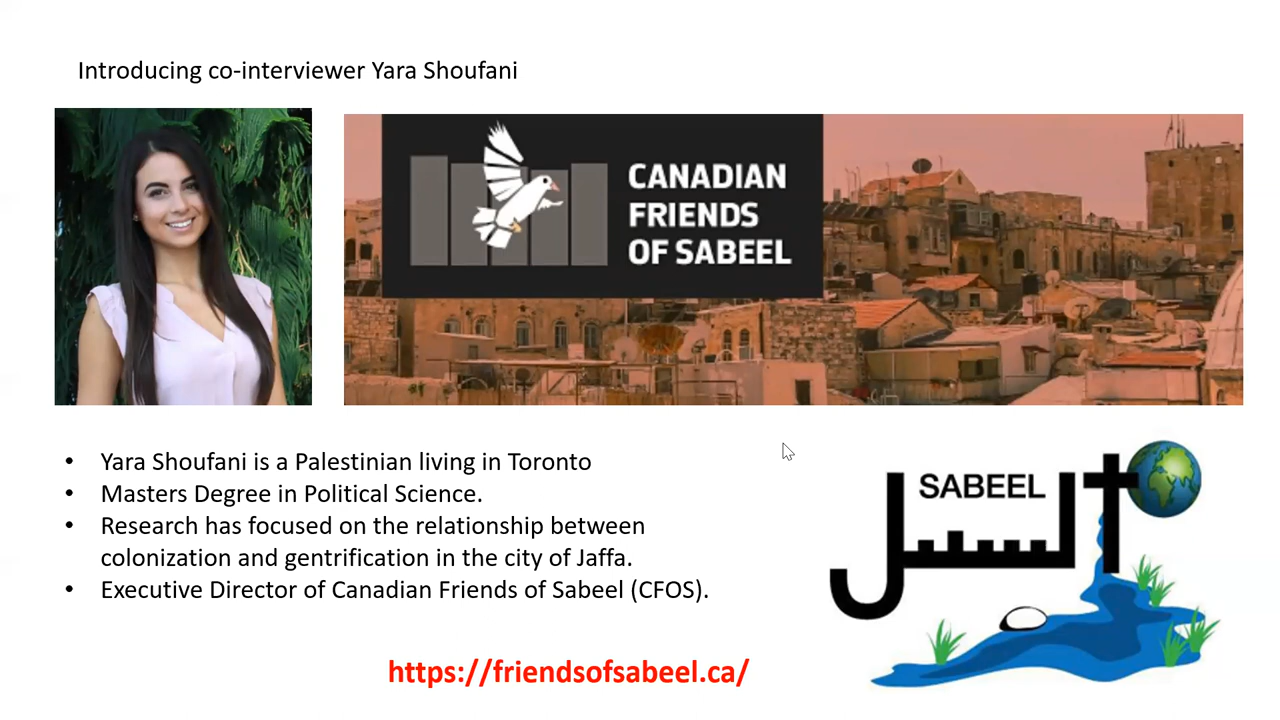 Introducing co-interviewer Yara Shoufani
CANADIAN
FRIENDS
OF SABEEL
• Yara Shoufani is a Palestinian living in Toronto
• Masters Degree in Political Science.
• Research has focused on the relationship between
colonization and gentrification in the city of Jaffa.
• Executive Director of Canadian Friends of Sabeel (CFOS).
SABEEL
السبيل
https://friendsofsabeel.ca/